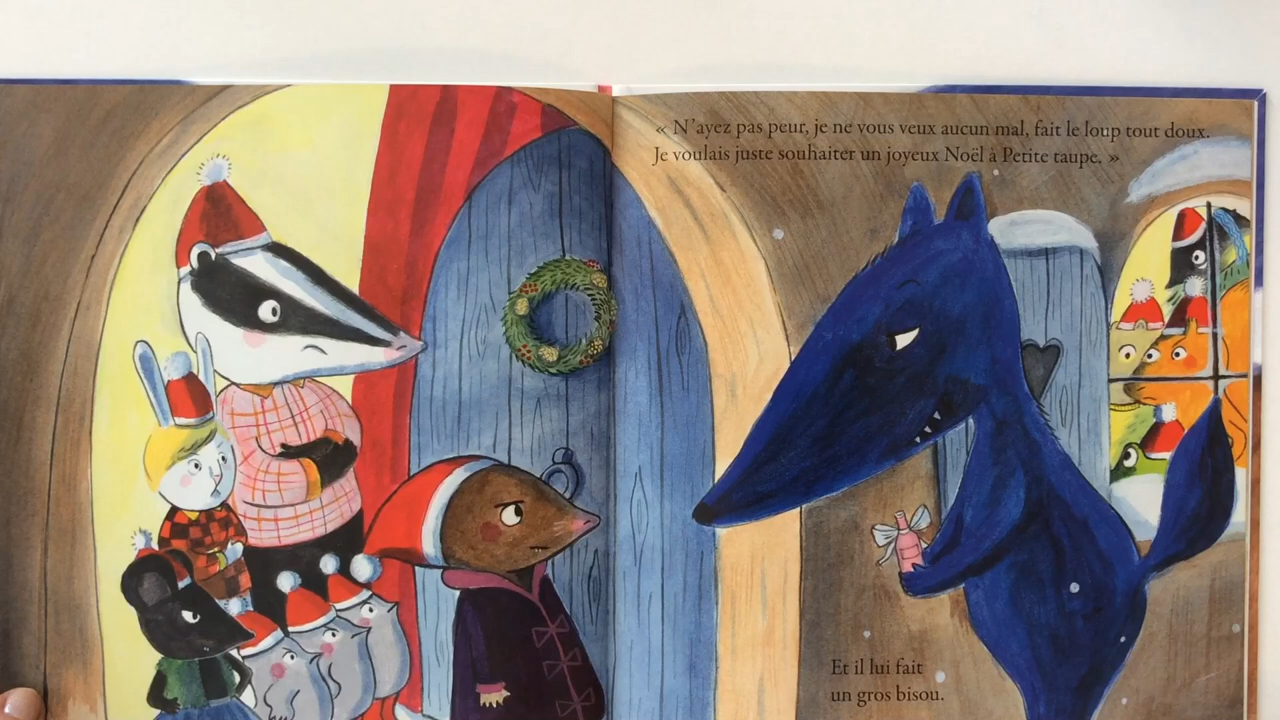 « N'ayez pas peur, je ne vous veux aucun mal, fait le loup tout doux.
Je voulais juste souhaiter un joyeux Noël à Petite taupe. »
Et il lui fait
un gros bisou.